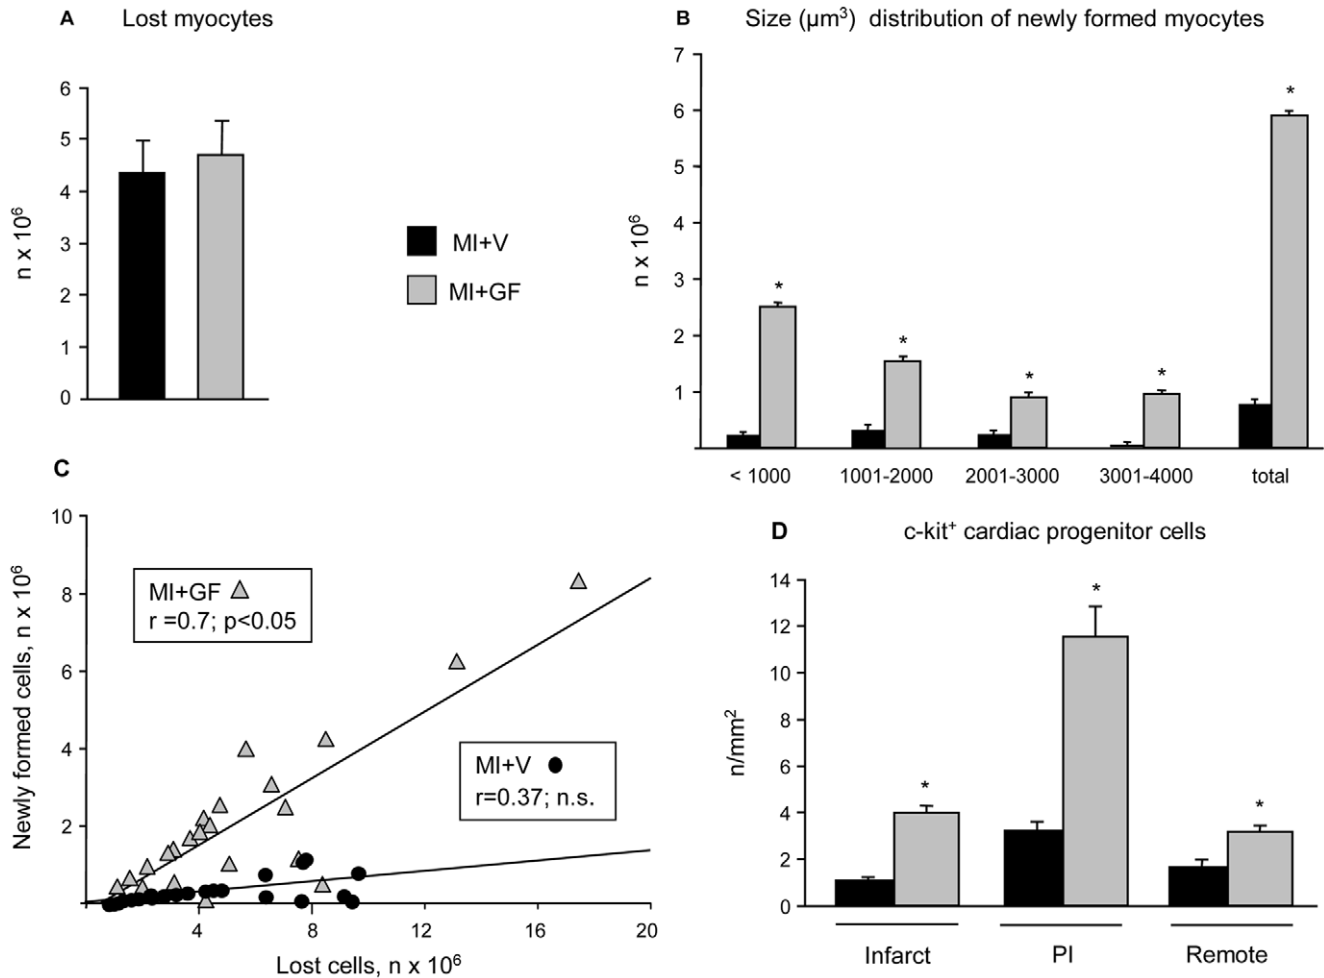 A Lost myocytes
6
5
4
3
2
1
0
n x 10⁶
MI+V
MI+GF
B Size (µm³) distribution of newly formed myocytes
7
6
5
4
3
2
1
n x 10⁶
*
*
*
*
*
< 1000 1001-2000 2001-3000 3001-4000 total
C
10
8
6
4
2
Newly formed cells, n x 10⁶
MI+GF
r =0.7; p<0.05
MI+V
r=0.37; n.s.
4 8 12 16 20
Lost cells, n x 10⁶
D c-kit⁺ cardiac progenitor cells
14
12
10
8
6
4
2
0
n/mm²
*
*
*
Infarct PI Remote